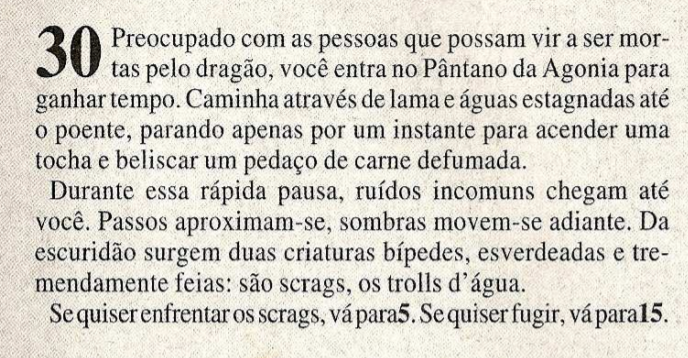 30 Preocupado com as pessoas que possam vir a ser mor-
tas pelo dragão, você entra no Pântano da Agonia para
ganhar tempo. Caminha através de lama e águas estagnadas até
o poente, parando apenas por um instante para acender uma
tocha e beliscar um pedaço de carne defumada.
Durante essa rápida pausa, ruídos incomuns chegam até
você. Passos aproximam-se, sombras movem-se adiante. Da
escuridão surgem duas criaturas bípedes, esverdeadas e tre-
mendamente feias: são scrags, os trolls d'água.
Se quiser enfrentar os scrags, vá para 5. Se quiser fugir, vá para 15.